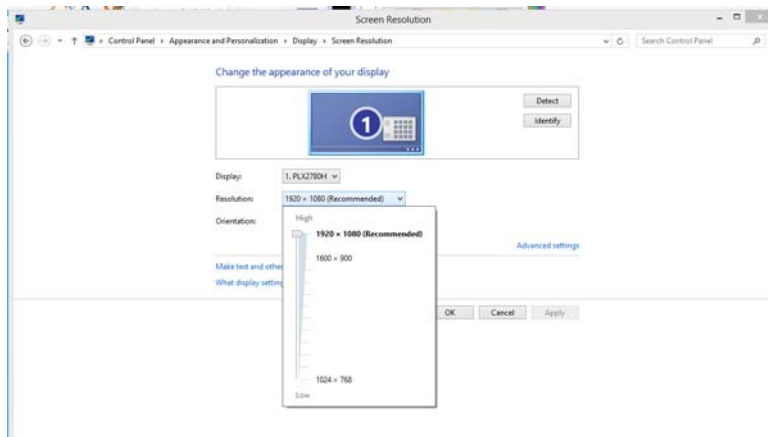 Screen Resolution
Control Panel › Appearance and Personalization › Display › Screen Resolution
Search Control Panel
Change the appearance of your display
1
Detect
Identify
Display: 1. PLX2780H
Resolution: 1920 × 1080 (Recommended)
Orientation:
High
1920 × 1080 (Recommended)
Advanced settings
1600 × 900
Make text and other
What display setting
OK Cancel Apply
1024 × 768
Low